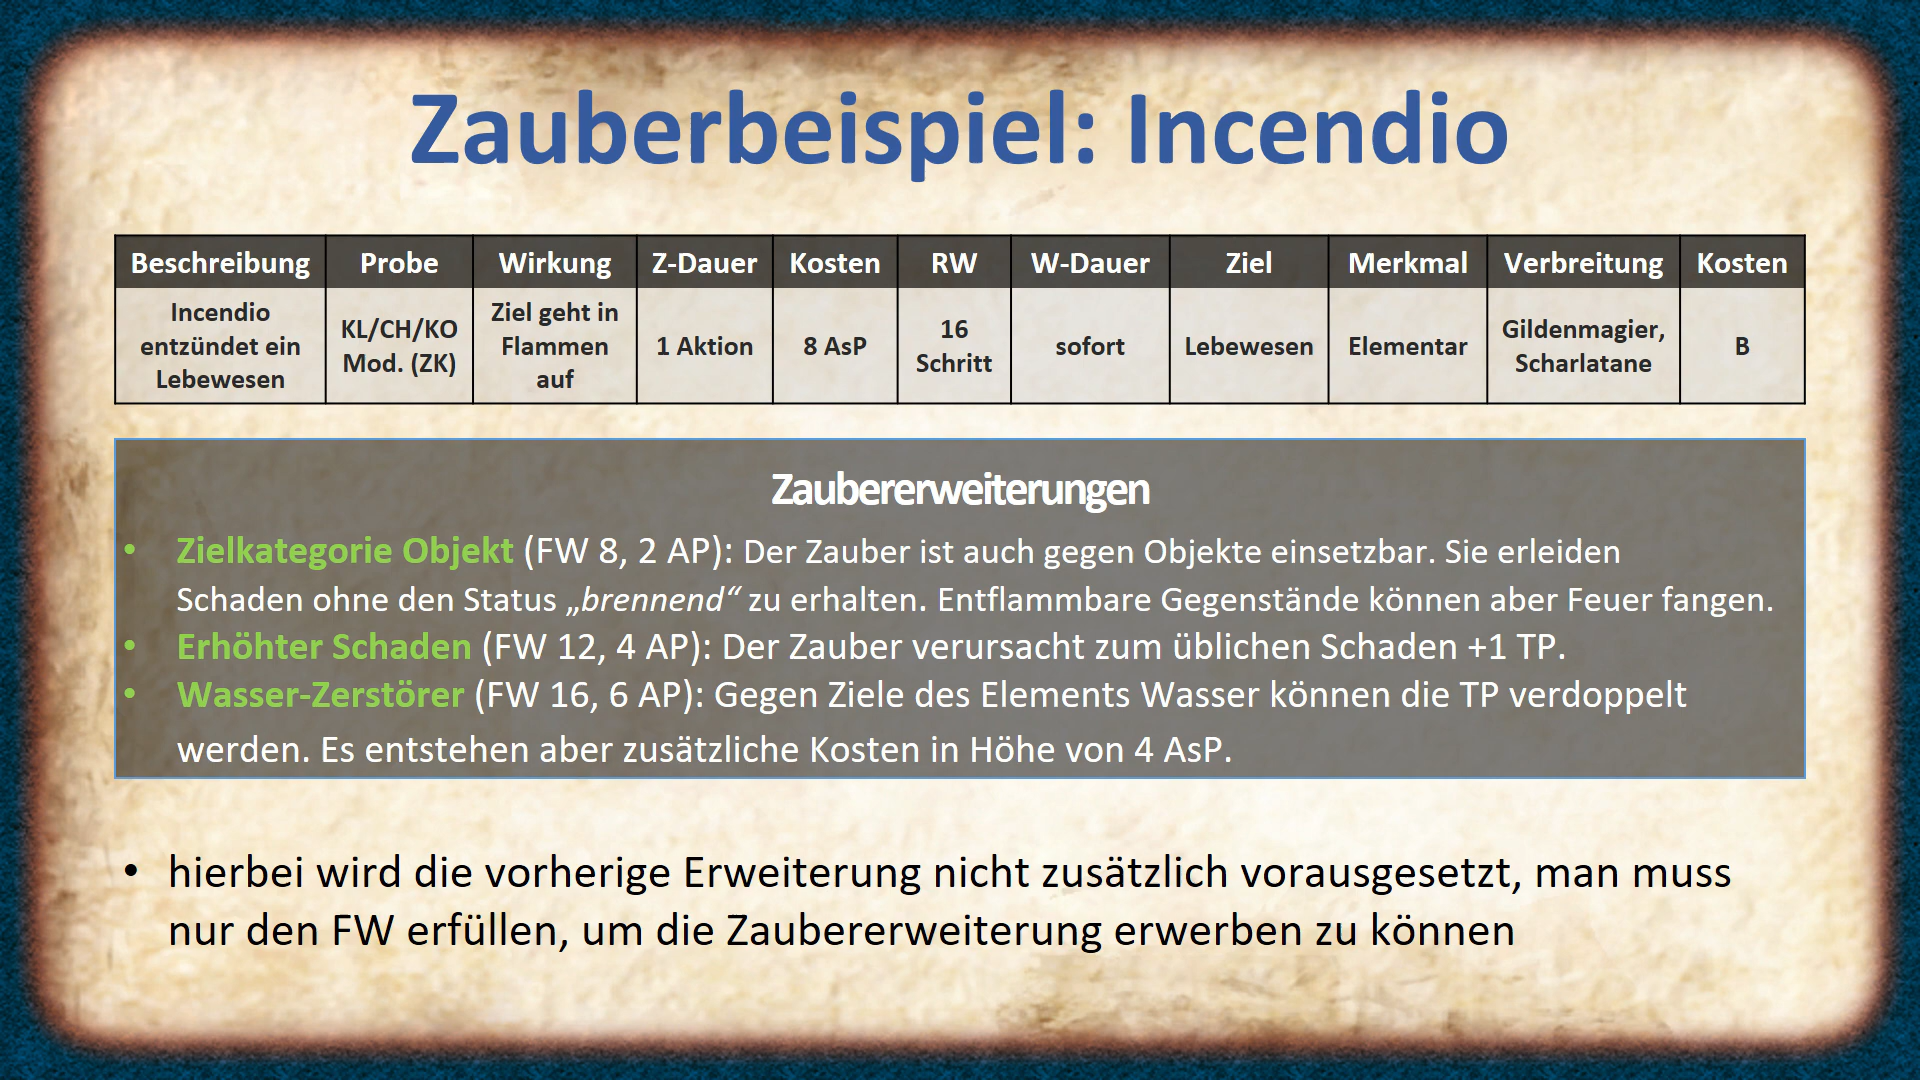 Zauberbeispiel: Incendio
Beschreibung Probe Wirkung Z-Dauer Kosten RW W-Dauer Ziel Merkmal Verbreitung Kosten
Incendio entzündet ein Lebewesen KL/CH/KO Mod. (ZK) Ziel geht in Flammen auf 1 Aktion 8 AsP 16 Schritt sofort Lebewesen Elementar Gildenmagier, Scharlatane B
Zaubererweiterungen
• Zielkategorie Objekt (FW 8, 2 AP): Der Zauber ist auch gegen Objekte einsetzbar. Sie erleiden
Schaden ohne den Status „brennend“ zu erhalten. Entflammbare Gegenstände können aber Feuer fangen.
• Erhöhter Schaden (FW 12, 4 AP): Der Zauber verursacht zum üblichen Schaden +1 TP.
• Wasser-Zerstörer (FW 16, 6 AP): Gegen Ziele des Elements Wasser können die TP verdoppelt
werden. Es entstehen aber zusätzliche Kosten in Höhe von 4 AsP.
• hierbei wird die vorherige Erweiterung nicht zusätzlich vorausgesetzt, man muss
nur den FW erfüllen, um die Zaubererweiterung erwerben zu können